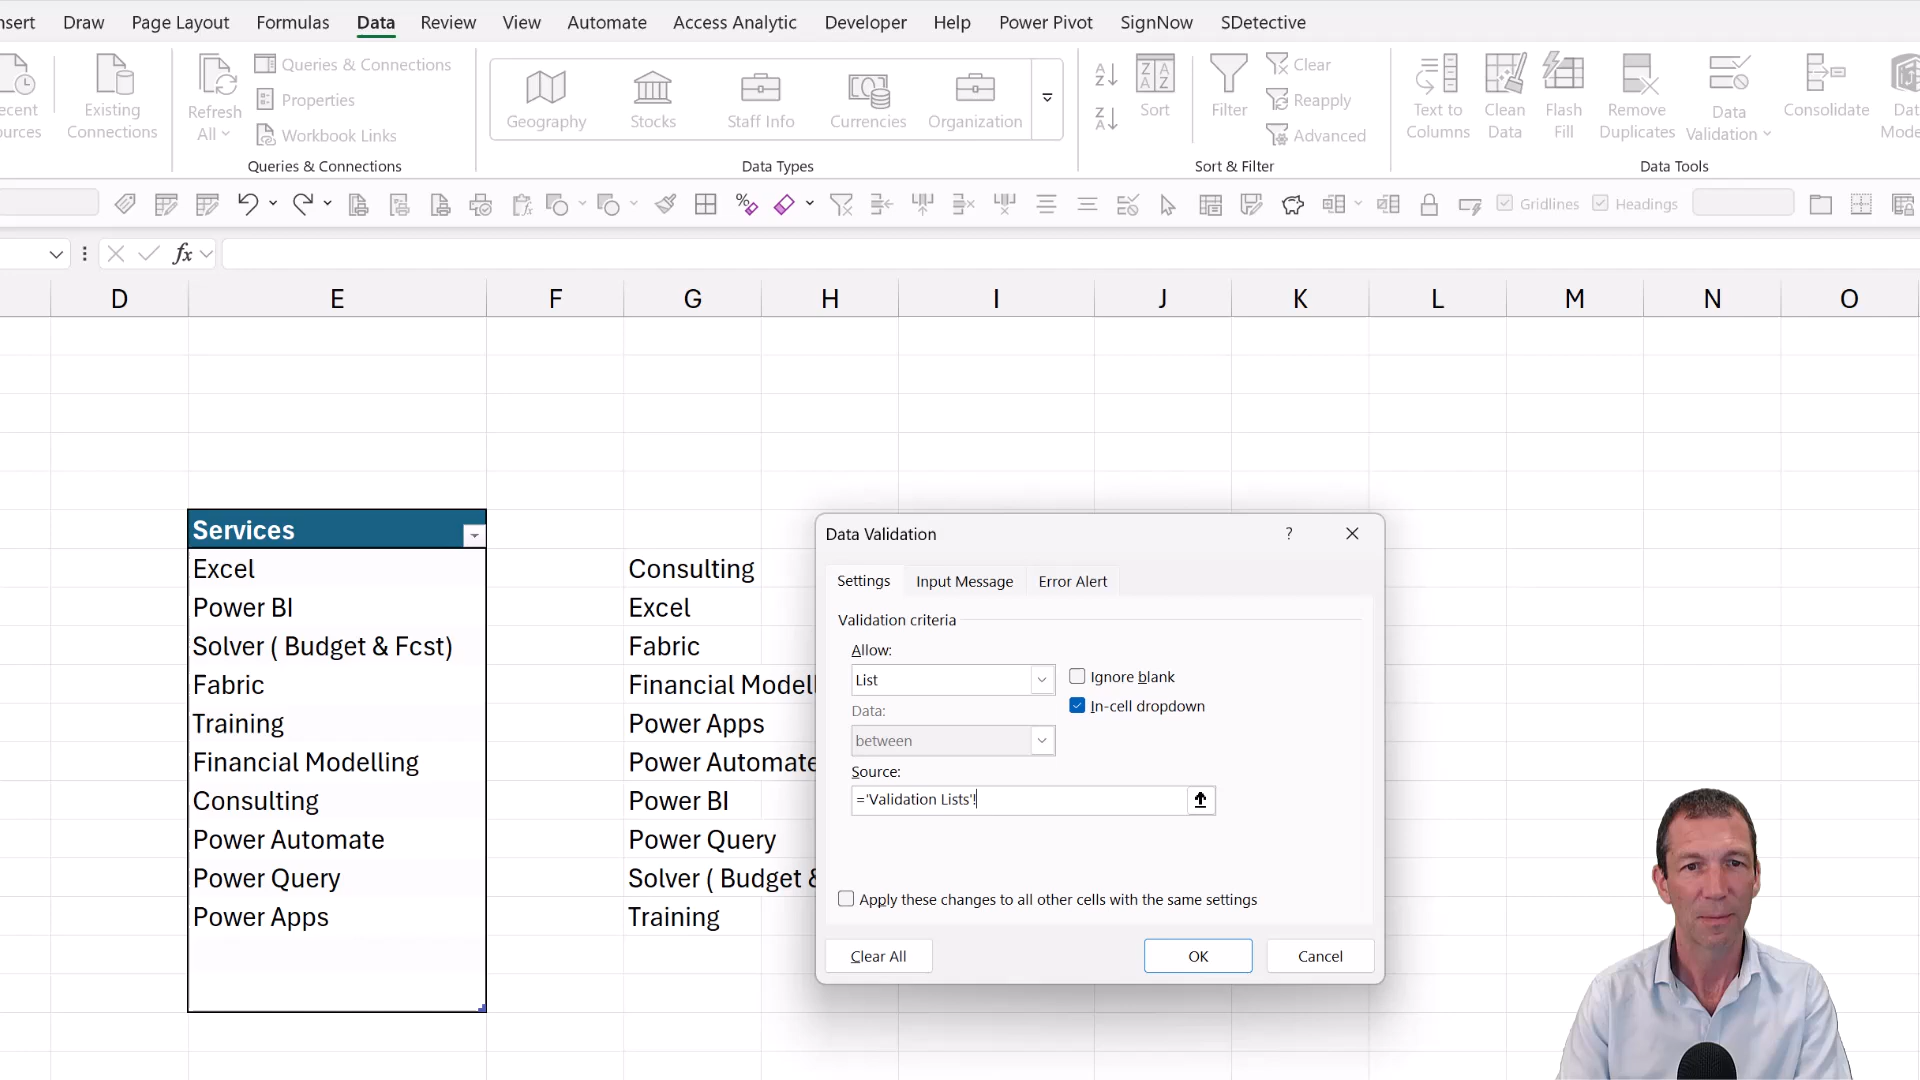 nsert Draw Page Layout Formulas Data Review View Automate Access Analytic Developer Help Power Pivot SignNow SDetective
ecent
ources
Existing
Connections
Refresh
All
Queries & Connections
Properties
Workbook Links
Queries & Connections
Geography
Stocks
Staff Info
Currencies
Organization
Data Types
Sort
Filter
Clear
Reapply
Advanced
Sort & Filter
Text to
Columns
Clean
Data
Flash
Fill
Remove
Duplicates
Data
Validation
Consolidate
Dat
Mode
Data Tools
Gridlines Headings
fx
D E F G H I J K L M N O
Services
Excel
Power BI
Solver ( Budget & Fcst)
Fabric
Training
Financial Modelling
Consulting
Power Automate
Power Query
Power Apps
Consulting
Excel
Fabric
Financial Modell
Power Apps
Power Automate
Power BI
Power Query
Solver ( Budget &
Training
Data Validation ?
Settings Input Message Error Alert
Validation criteria
Allow:
List
Ignore blank
In-cell dropdown
Data:
between
Source:
='Validation Lists'!
Apply these changes to all other cells with the same settings
Clear All OK Cancel